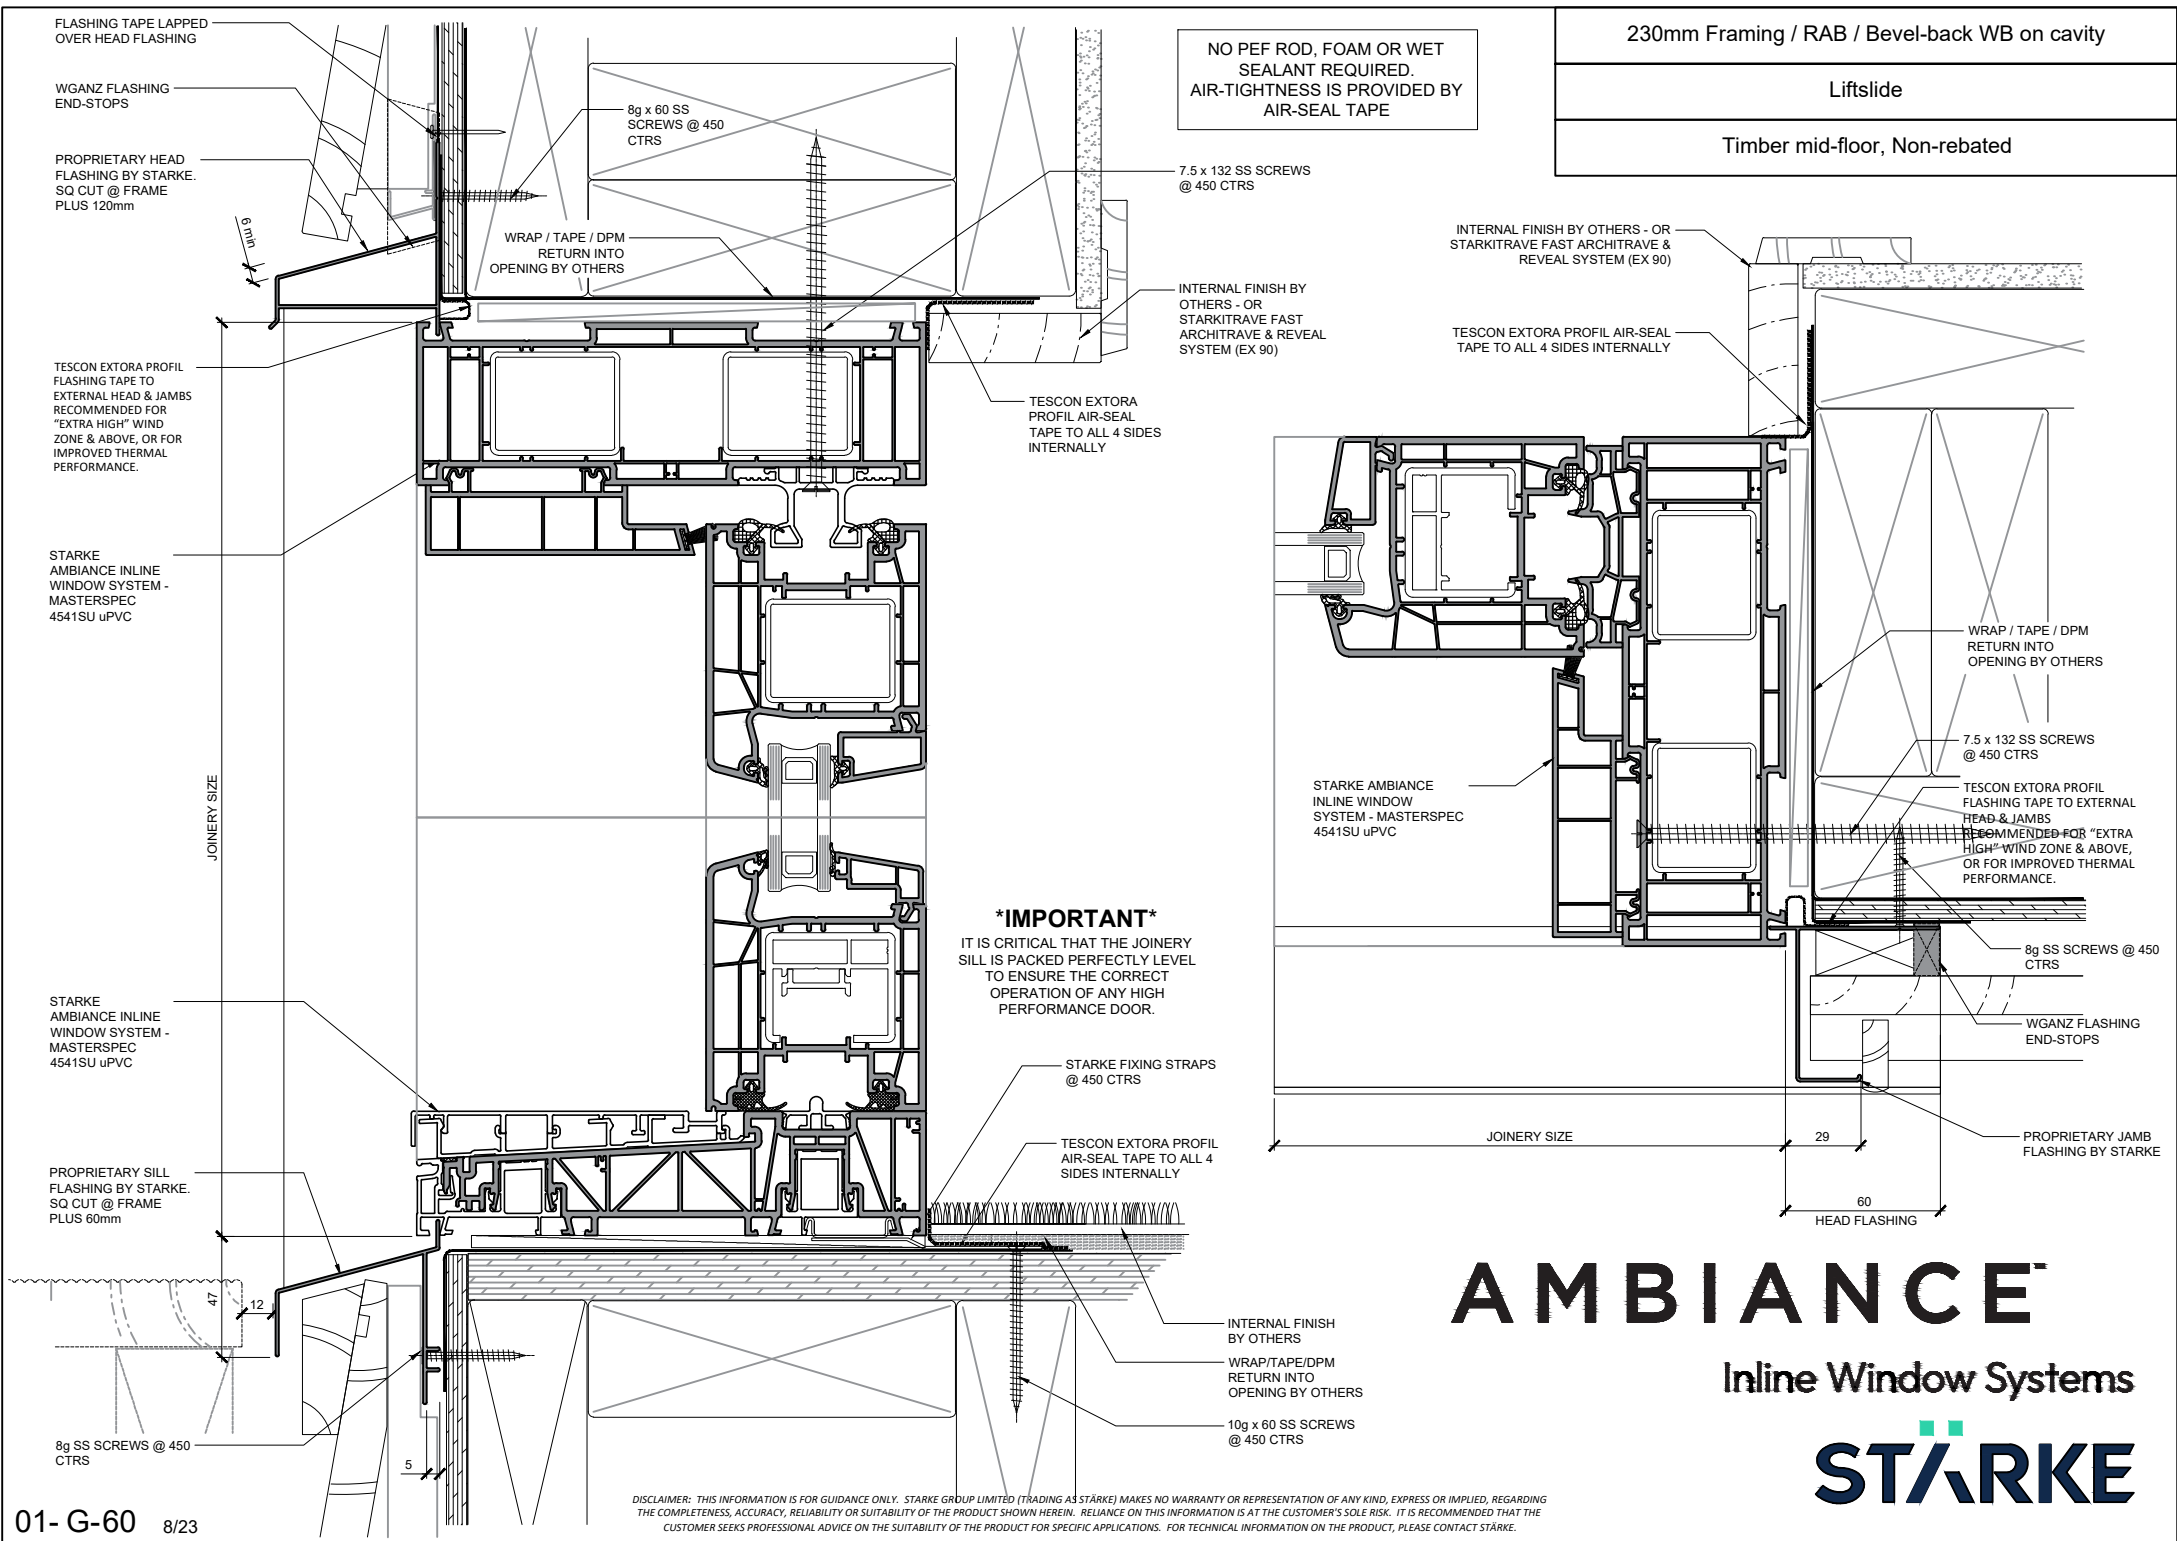 FLASHING TAPE LAPPED
OVER HEAD FLASHING
WGANZ FLASHING
END-STOPS
PROPRIETARY HEAD
FLASHING BY STARKE.
SQ CUT @ FRAME
PLUS 120mm
6 min
8g x 60 SS
SCREWS @ 450
CTRS
WRAP / TAPE / DPM
RETURN INTO
OPENING BY OTHERS
NO PEF ROD, FOAM OR WET
SEALANT REQUIRED.
AIR-TIGHTNESS IS PROVIDED BY
AIR-SEAL TAPE
230mm Framing / RAB / Bevel-back WB on cavity
Liftslide
Timber mid-floor, Non-rebated
7.5 x 132 SS SCREWS
@ 450 CTRS
INTERNAL FINISH BY
OTHERS - OR
STARKITRAVE FAST
ARCHITRAVE & REVEAL
SYSTEM (EX 90)
TESCON EXTORA
PROFIL AIR-SEAL
TAPE TO ALL 4 SIDES
INTERNALLY
TESCON EXTORA PROFIL
FLASHING TAPE TO
EXTERNAL HEAD & JAMBS
RECOMMENDED FOR
“EXTRA HIGH” WIND
ZONE & ABOVE, OR FOR
IMPROVED THERMAL
PERFORMANCE.
STARKE
AMBIANCE INLINE
WINDOW SYSTEM -
MASTERSPEC
4541SU uPVC
JOINERY SIZE
STARKE
AMBIANCE INLINE
WINDOW SYSTEM -
MASTERSPEC
4541SU uPVC
PROPRIETARY SILL
FLASHING BY STARKE.
SQ CUT @ FRAME
PLUS 60mm
47
12
8g SS SCREWS @ 450
CTRS
5
*IMPORTANT*
IT IS CRITICAL THAT THE JOINERY
SILL IS PACKED PERFECTLY LEVEL
TO ENSURE THE CORRECT
OPERATION OF ANY HIGH
PERFORMANCE DOOR.
STARKE FIXING STRAPS
@ 450 CTRS
TESCON EXTORA PROFIL
AIR-SEAL TAPE TO ALL 4
SIDES INTERNALLY
INTERNAL FINISH
BY OTHERS
WRAP/TAPE/DPM
RETURN INTO
OPENING BY OTHERS
10g x 60 SS SCREWS
@ 450 CTRS
INTERNAL FINISH BY OTHERS - OR
STARKITRAVE FAST ARCHITRAVE &
REVEAL SYSTEM (EX 90)
TESCON EXTORA PROFIL AIR-SEAL
TAPE TO ALL 4 SIDES INTERNALLY
WRAP / TAPE / DPM
RETURN INTO
OPENING BY OTHERS
7.5 x 132 SS SCREWS
@ 450 CTRS
TESCON EXTORA PROFIL
FLASHING TAPE TO EXTERNAL
HEAD & JAMBS
RECOMMENDED FOR “EXTRA
HIGH” WIND ZONE & ABOVE,
OR FOR IMPROVED THERMAL
PERFORMANCE.
STARKE AMBIANCE
INLINE WINDOW
SYSTEM - MASTERSPEC
4541SU uPVC
8g SS SCREWS @ 450
CTRS
WGANZ FLASHING
END-STOPS
PROPRIETARY JAMB
FLASHING BY STARKE
JOINERY SIZE
29
60
HEAD FLASHING
AMBIANCE™
Inline Window Systems
STÄRKE
01- G-60 8/23
DISCLAIMER: THIS INFORMATION IS FOR GUIDANCE ONLY. STARKE GROUP LIMITED (TRADING AS STÄRKE) MAKES NO WARRANTY OR REPRESENTATION OF ANY KIND, EXPRESS OR IMPLIED, REGARDING
THE COMPLETENESS, ACCURACY, RELIABILITY OR SUITABILITY OF THE PRODUCT SHOWN HEREIN. RELIANCE ON THIS INFORMATION IS AT THE CUSTOMER'S SOLE RISK. IT IS RECOMMENDED THAT THE
CUSTOMER SEEKS PROFESSIONAL ADVICE ON THE SUITABILITY OF THE PRODUCT FOR SPECIFIC APPLICATIONS. FOR TECHNICAL INFORMATION ON THE PRODUCT, PLEASE CONTACT STÄRKE.